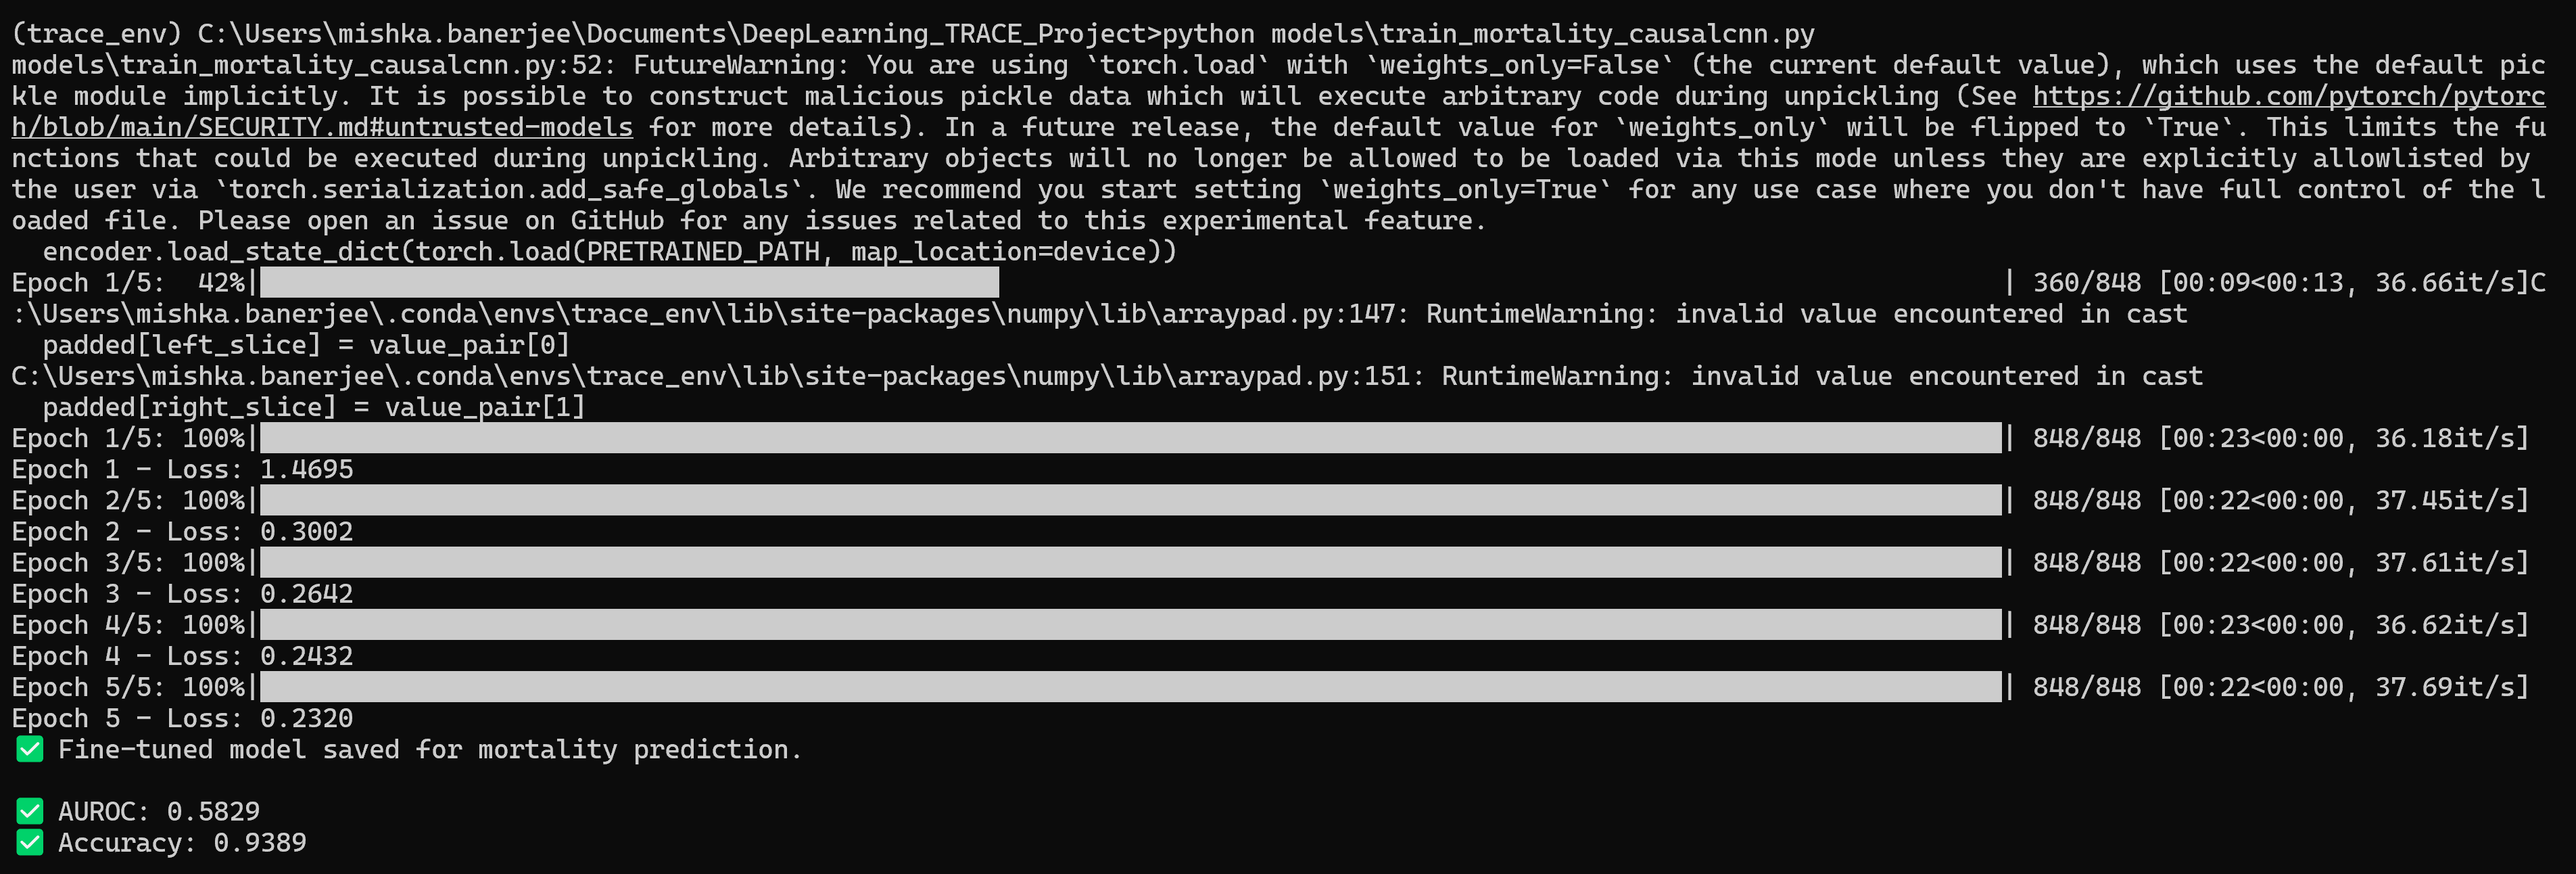 (trace_env) C:\Users\mishka.banerjee\Documents\DeepLearning_TRACE_Project>python models\train_mortality_causalcnn.py
models\train_mortality_causalcnn.py:52: FutureWarning: You are using `torch.load` with `weights_only=False` (the current default value), which uses the default pic
kle module implicitly. It is possible to construct malicious pickle data which will execute arbitrary code during unpickling (See https://github.com/pytorch/pytorc
h/blob/main/SECURITY.md#untrusted-models for more details). In a future release, the default value for `weights_only` will be flipped to `True`. This limits the fu
nctions that could be executed during unpickling. Arbitrary objects will no longer be allowed to be loaded via this mode unless they are explicitly allowlisted by
the user via `torch.serialization.add_safe_globals`. We recommend you start setting `weights_only=True` for any use case where you don't have full control of the l
oaded file. Please open an issue on GitHub for any issues related to this experimental feature.
  encoder.load_state_dict(torch.load(PRETRAINED_PATH, map_location=device))
Epoch 1/5:  42%| | 360/848 [00:09<00:13, 36.66it/s]C
:\Users\mishka.banerjee\.conda\envs\trace_env\lib\site-packages\numpy\lib\arraypad.py:147: RuntimeWarning: invalid value encountered in cast
  padded[left_slice] = value_pair[0]
C:\Users\mishka.banerjee\.conda\envs\trace_env\lib\site-packages\numpy\lib\arraypad.py:151: RuntimeWarning: invalid value encountered in cast
  padded[right_slice] = value_pair[1]
Epoch 1/5: 100%| | 848/848 [00:23<00:00, 36.18it/s]
Epoch 1 - Loss: 1.4695
Epoch 2/5: 100%| | 848/848 [00:22<00:00, 37.45it/s]
Epoch 2 - Loss: 0.3002
Epoch 3/5: 100%| | 848/848 [00:22<00:00, 37.61it/s]
Epoch 3 - Loss: 0.2642
Epoch 4/5: 100%| | 848/848 [00:23<00:00, 36.62it/s]
Epoch 4 - Loss: 0.2432
Epoch 5/5: 100%| | 848/848 [00:22<00:00, 37.69it/s]
Epoch 5 - Loss: 0.2320
✅ Fine-tuned model saved for mortality prediction.
✅ AUROC: 0.5829
✅ Accuracy: 0.9389